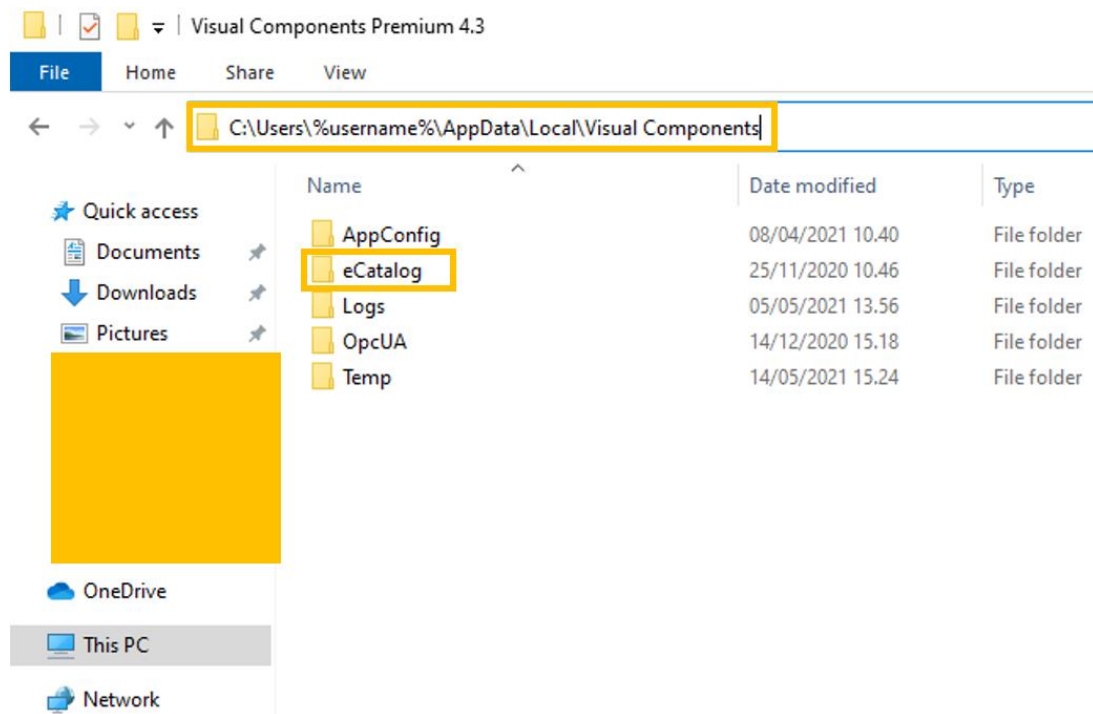 Visual Components Premium 4.3
File Home Share View
C:\Users\%username%\AppData\Local\Visual Components
Name Date modified Type
Quick access
Documents
Downloads
Pictures
OneDrive
This PC
Network
AppConfig 08/04/2021 10.40 File folder
eCatalog 25/11/2020 10.46 File folder
Logs 05/05/2021 13.56 File folder
OpcUA 14/12/2020 15.18 File folder
Temp 14/05/2021 15.24 File folder